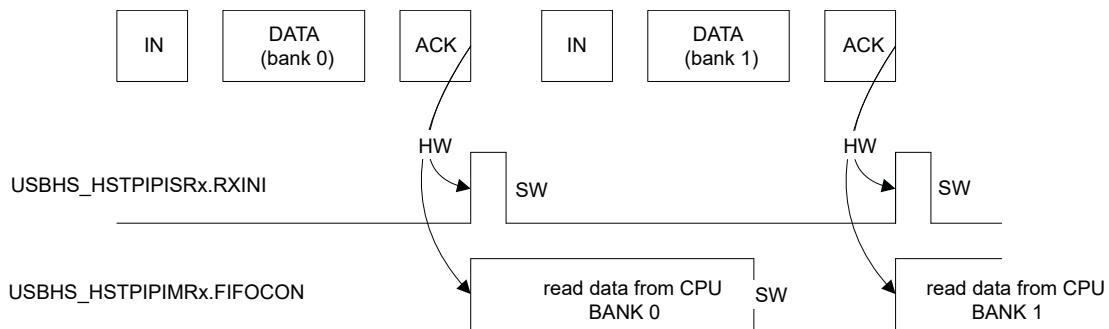 IN
DATA
(bank 0)
ACK
IN
DATA
(bank 1)
ACK
HW
HW
USBHS_HSTPIPISRx.RXINI
SW
SW
USBHS_HSTPIPIMRx.FIFOCON
read data from CPU
BANK 0
SW
read data from CPU
BANK 1